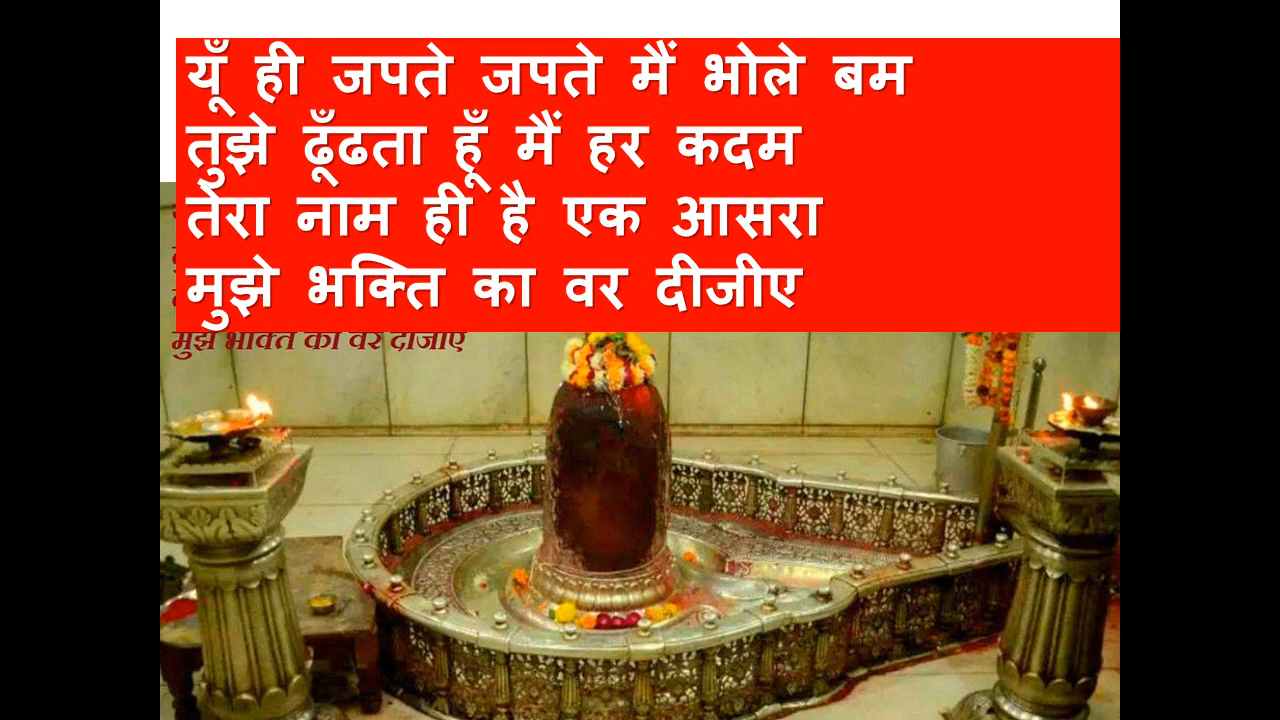 यूँ ही जपते जपते मैं भोले बम
तुझे ढूँढता हूँ मैं हर कदम
तेरा नाम ही है एक आसरा
मुझे भक्ति का वर दीजीए
मुझे भक्ति का वर दीजीए